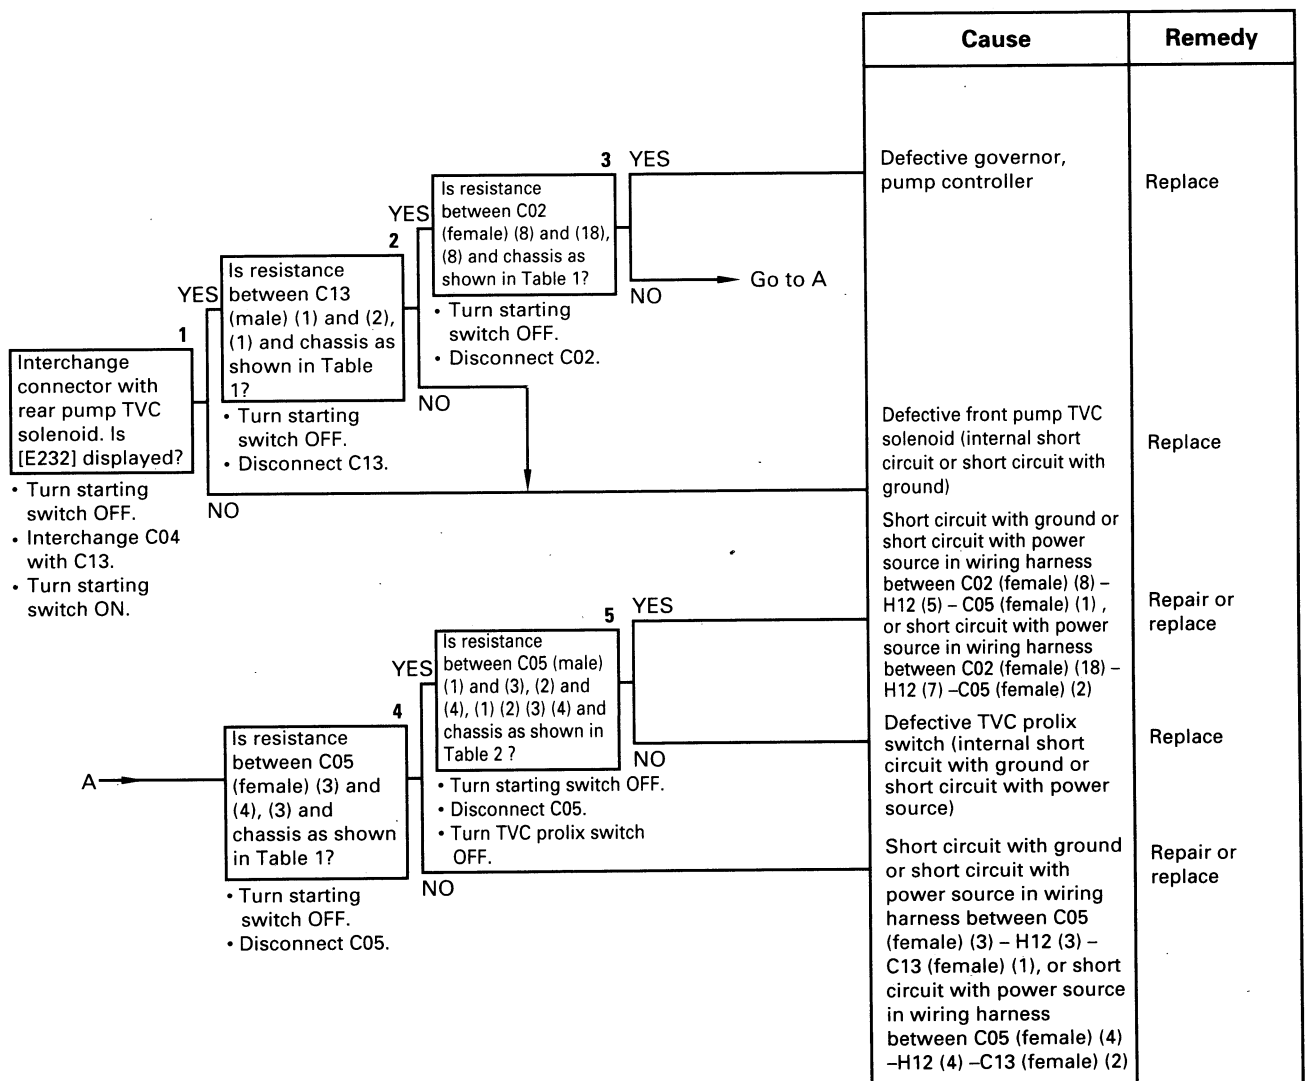 Cause
Remedy
3
YES
Is resistance
between C02
(female) (8) and (18),
(8) and chassis as
shown in Table 1?
• Turn starting
switch OFF.
• Disconnect C02.
NO
Go to A
Defective governor,
pump controller
Replace
YES
2
Is resistance
between C13
(male) (1) and (2),
(1) and chassis as
shown in Table
1?
• Turn starting
switch OFF.
• Disconnect C13.
NO
YES
1
Interchange
connector with
rear pump TVC
solenoid. Is
[E232] displayed?
• Turn starting
switch OFF.
• Interchange C04
with C13.
• Turn starting
switch ON.
NO
Defective front pump TVC
solenoid (internal short
circuit or short circuit with
ground)
Replace
Short circuit with ground or
short circuit with power
source in wiring harness
between C02 (female) (8) –
H12 (5) – C05 (female) (1) ,
or short circuit with power
source in wiring harness
between C02 (female) (18) –
H12 (7) –C05 (female) (2)
Repair or
replace
5
YES
Is resistance
between C05 (male)
(1) and (3), (2) and
(4), (1) (2) (3) (4) and
chassis as shown in
Table 2 ?
• Turn starting switch OFF.
• Disconnect C05.
• Turn TVC prolix switch
OFF.
NO
Defective TVC prolix
switch (internal short
circuit with ground or
short circuit with power
source)
Replace
YES
4
A
Is resistance
between C05
(female) (3) and
(4), (3) and
chassis as shown
in Table 1?
• Turn starting
switch OFF.
• Disconnect C05.
NO
Short circuit with ground
or short circuit with
power source in wiring
harness between C05
(female) (3) – H12 (3) –
C13 (female) (1), or short
circuit with power source
in wiring harness
between C05 (female) (4)
–H12 (4) –C13 (female) (2)
Repair or
replace